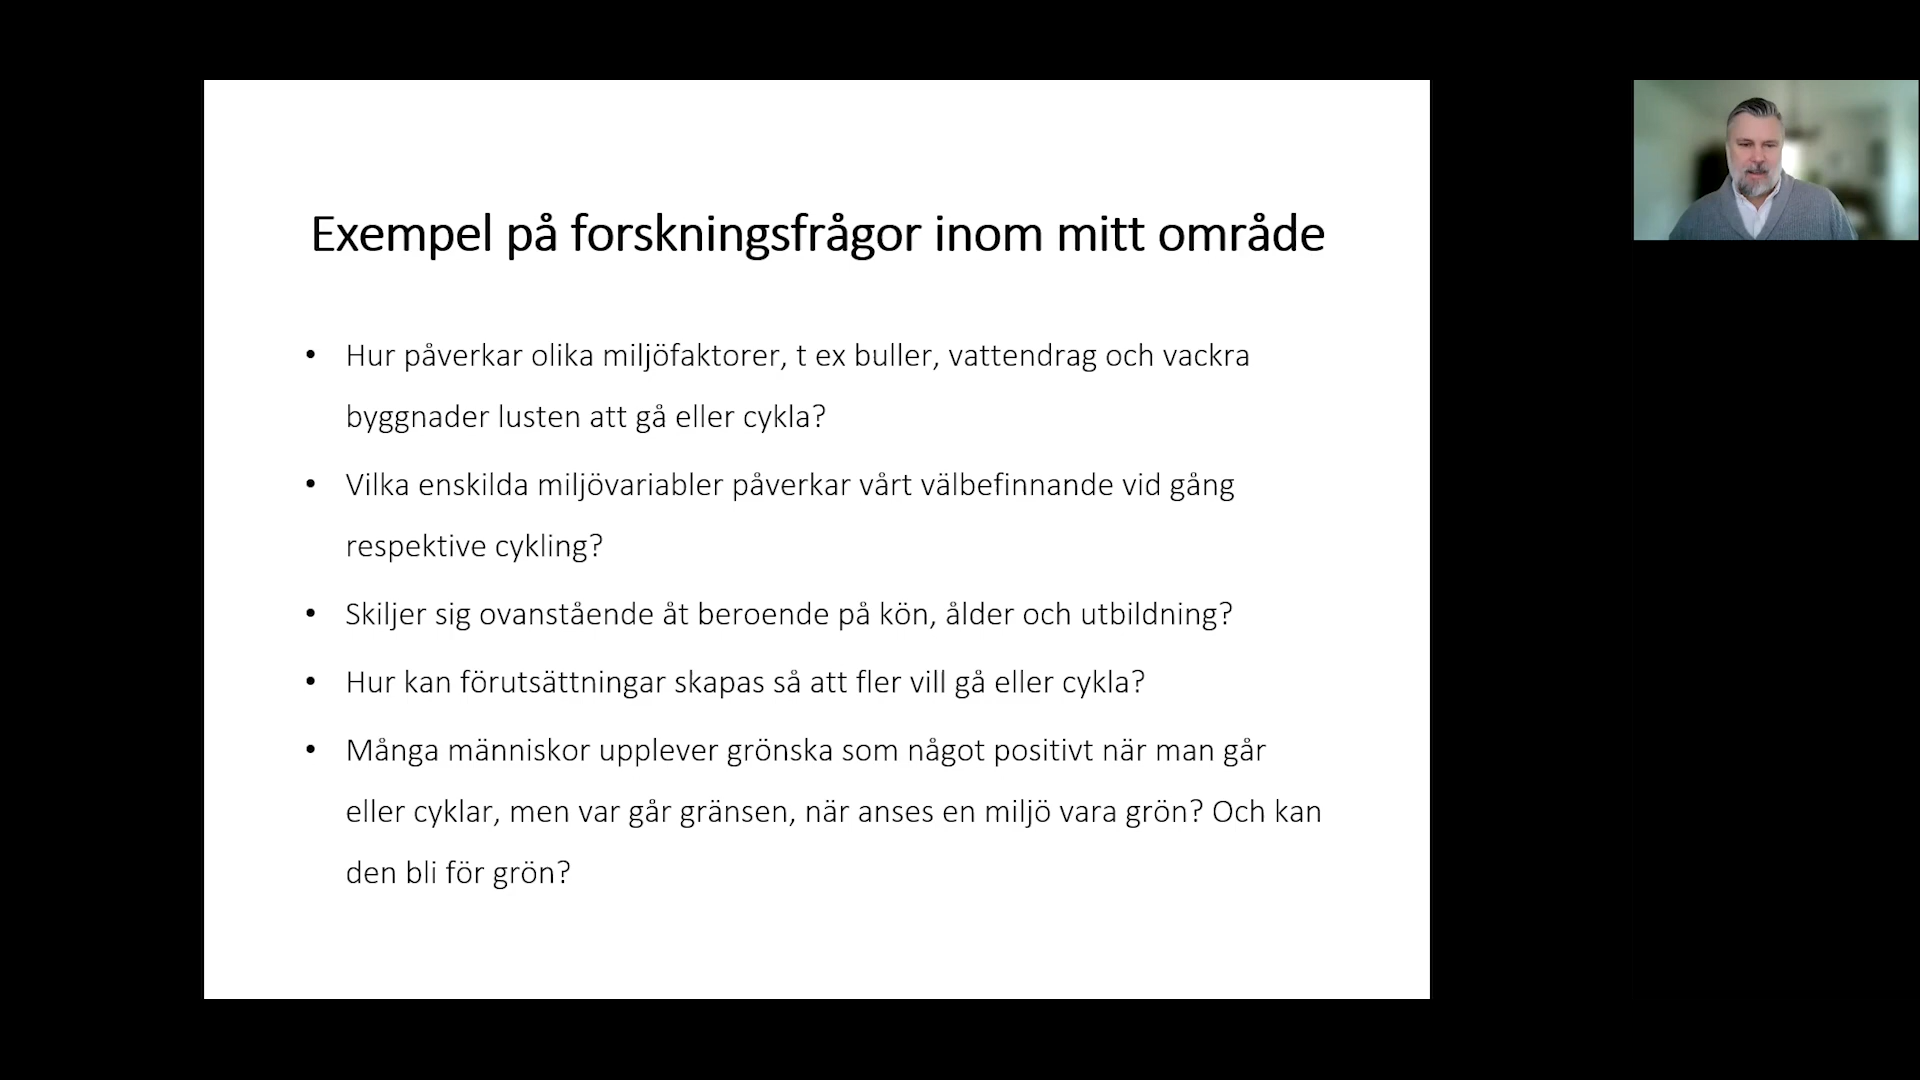 Exempel på forskningsfrågor inom mitt område
• Hur påverkar olika miljöfaktorer, t ex buller, vattendrag och vackra
byggnader lusten att gå eller cykla?
• Vilka enskilda miljövariabler påverkar vårt välbefinnande vid gång
respektive cykling?
• Skiljer sig ovanstående åt beroende på kön, ålder och utbildning?
• Hur kan förutsättningar skapas så att fler vill gå eller cykla?
• Många människor upplever grönska som något positivt när man går
eller cyklar, men var går gränsen, när anses en miljö vara grön? Och kan
den bli för grön?